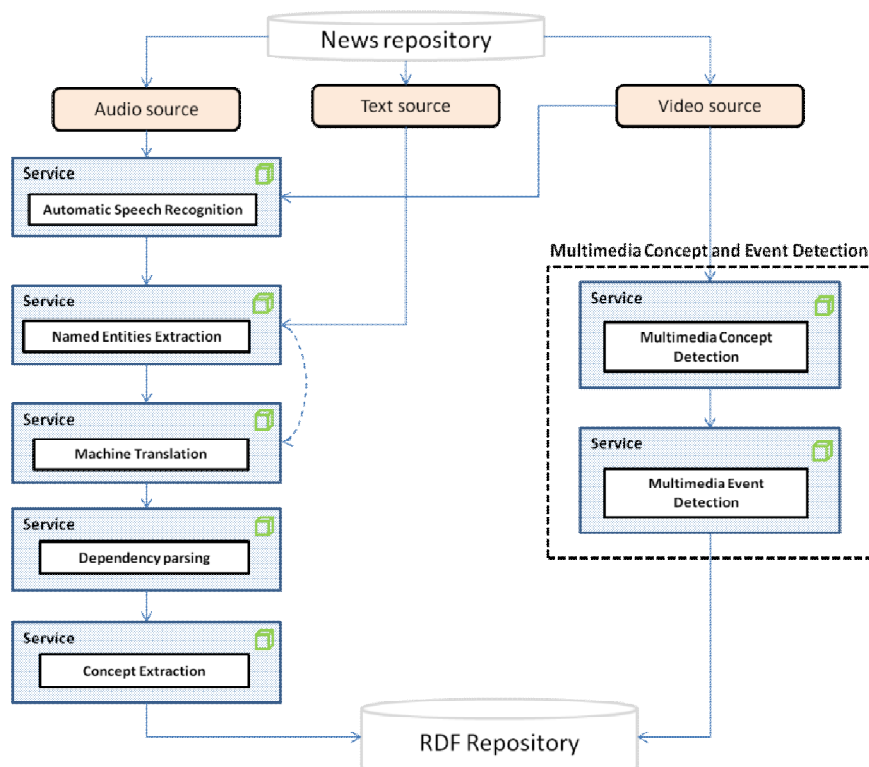 News repository
Audio source
Text source
Video source
Service
Automatic Speech Recognition
Multimedia Concept and Event Detection
Service
Named Entities Extraction
Service
Multimedia Concept
Detection
Service
Machine Translation
Service
Multimedia Event
Detection
Service
Dependency parsing
Service
Concept Extraction
RDF Repository